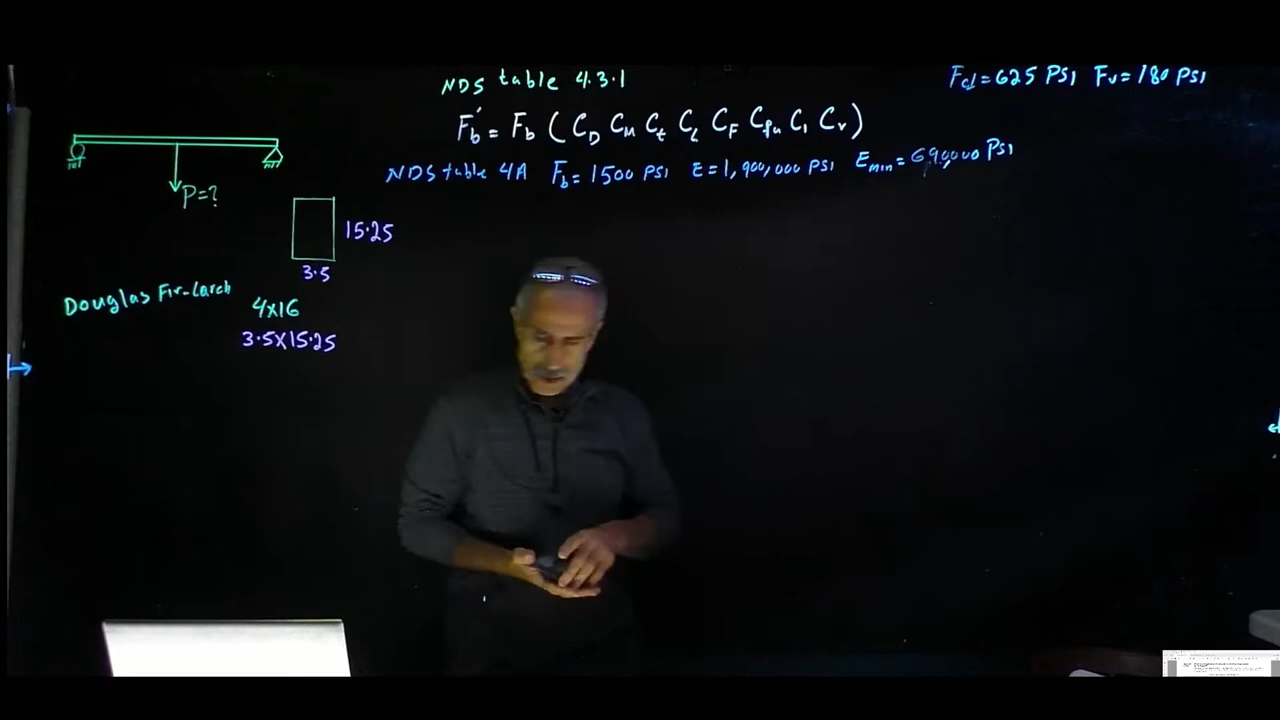 NDS table 4.3.1
Fc⊥=625 PSI Fv=180 PSI
F'b = Fb ( CD CM Ct CL CF Cfu Ci Cr )
NDS table 4A Fb= 1500 PSI E=1,900,000 PSI Emin=690,000 PSI
P=?
15.25
3.5
Douglas Fir-Larch
4x16
3.5X15.25